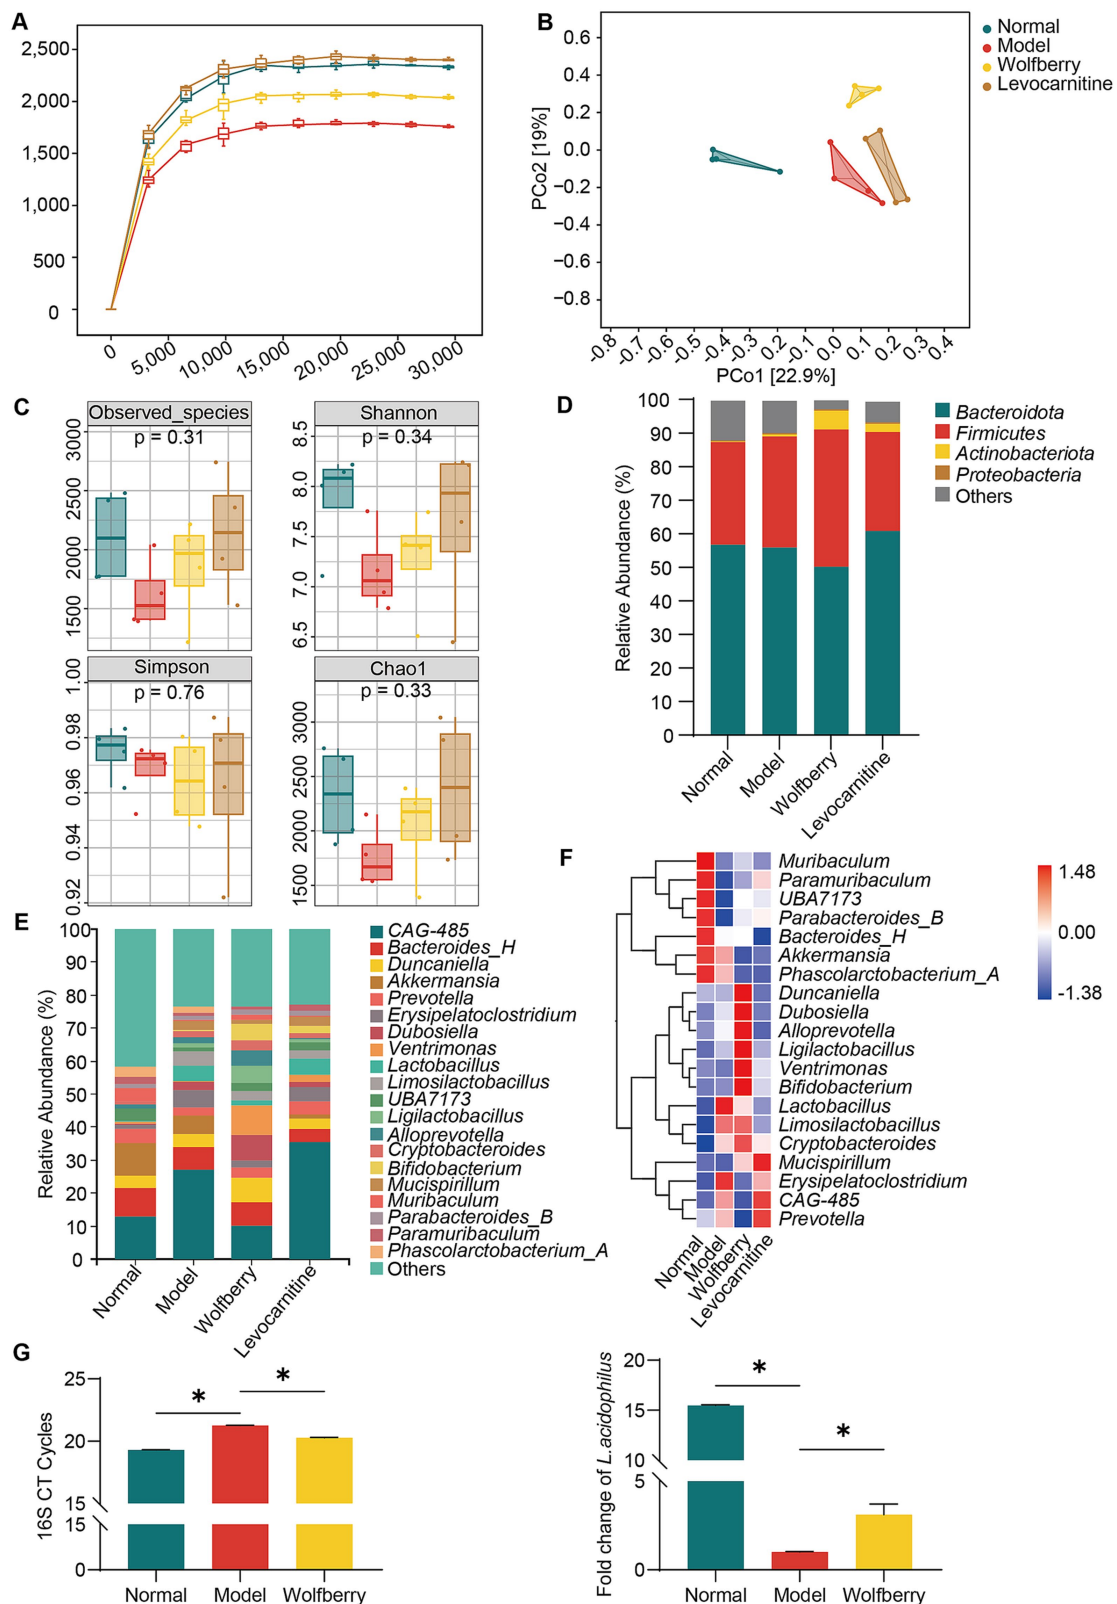 A
2,500
2,000
1,500
1,000
500
0
0
5,000
10,000
15,000
20,000
25,000
30,000
B
0.6
0.4
0.2
0.0
-0.2
-0.4
-0.6
-0.8
PCo2 [19%]
-0.8
-0.7
-0.6
-0.5
-0.4
-0.3
-0.2
-0.1
0.0
0.1
0.2
0.3
0.4
PCo1 [22.9%]
Normal
Model
Wolfberry
Levocarnitine
C
Observed_species
p = 0.31
3000
2500
2000
1500
Shannon
p = 0.34
8.5
8.0
7.5
7.0
6.5
Simpson
p = 0.76
1.00
0.98
0.96
0.94
0.92
Chao1
p = 0.33
3000
2500
2000
1500
D
Relative Abundance (%)
100
90
80
70
60
50
40
30
20
10
0
Normal
Model
Wolfberry
Levocarnitine
Bacteroidota
Firmicutes
Actinobacteriota
Proteobacteria
Others
E
Relative Abundance (%)
100
90
80
70
60
50
40
30
20
10
0
Normal
Model
Wolfberry
Levocarnitine
CAG-485
Bacteroides_H
Duncaniella
Akkermansia
Prevotella
Erysipelatoclostridium
Dubosiella
Ventrimonas
Lactobacillus
Limosilactobacillus
UBA7173
Ligilactobacillus
Alloprevotella
Cryptobacteroides
Bifidobacterium
Mucispirillum
Muribaculum
Parabacteroides_B
Paramuribaculum
Phascolarctobacterium_A
Others
F
Muribaculum
Paramuribaculum
UBA7173
Parabacteroides_B
Bacteroides_H
Akkermansia
Phascolarctobacterium_A
Duncaniella
Dubosiella
Alloprevotella
Ligilactobacillus
Ventrimonas
Bifidobacterium
Lactobacillus
Limosilactobacillus
Cryptobacteroides
Mucispirillum
Erysipelatoclostridium
CAG-485
Prevotella
Normal
Model
Wolfberry
Levocarnitine
1.48
0.00
-1.38
G
16S CT Cycles
25
20
15
15
0
*
*
Normal
Model
Wolfberry
Fold change of L.acidophilus
20
15
10
5
0
*
*
Normal
Model
Wolfberry